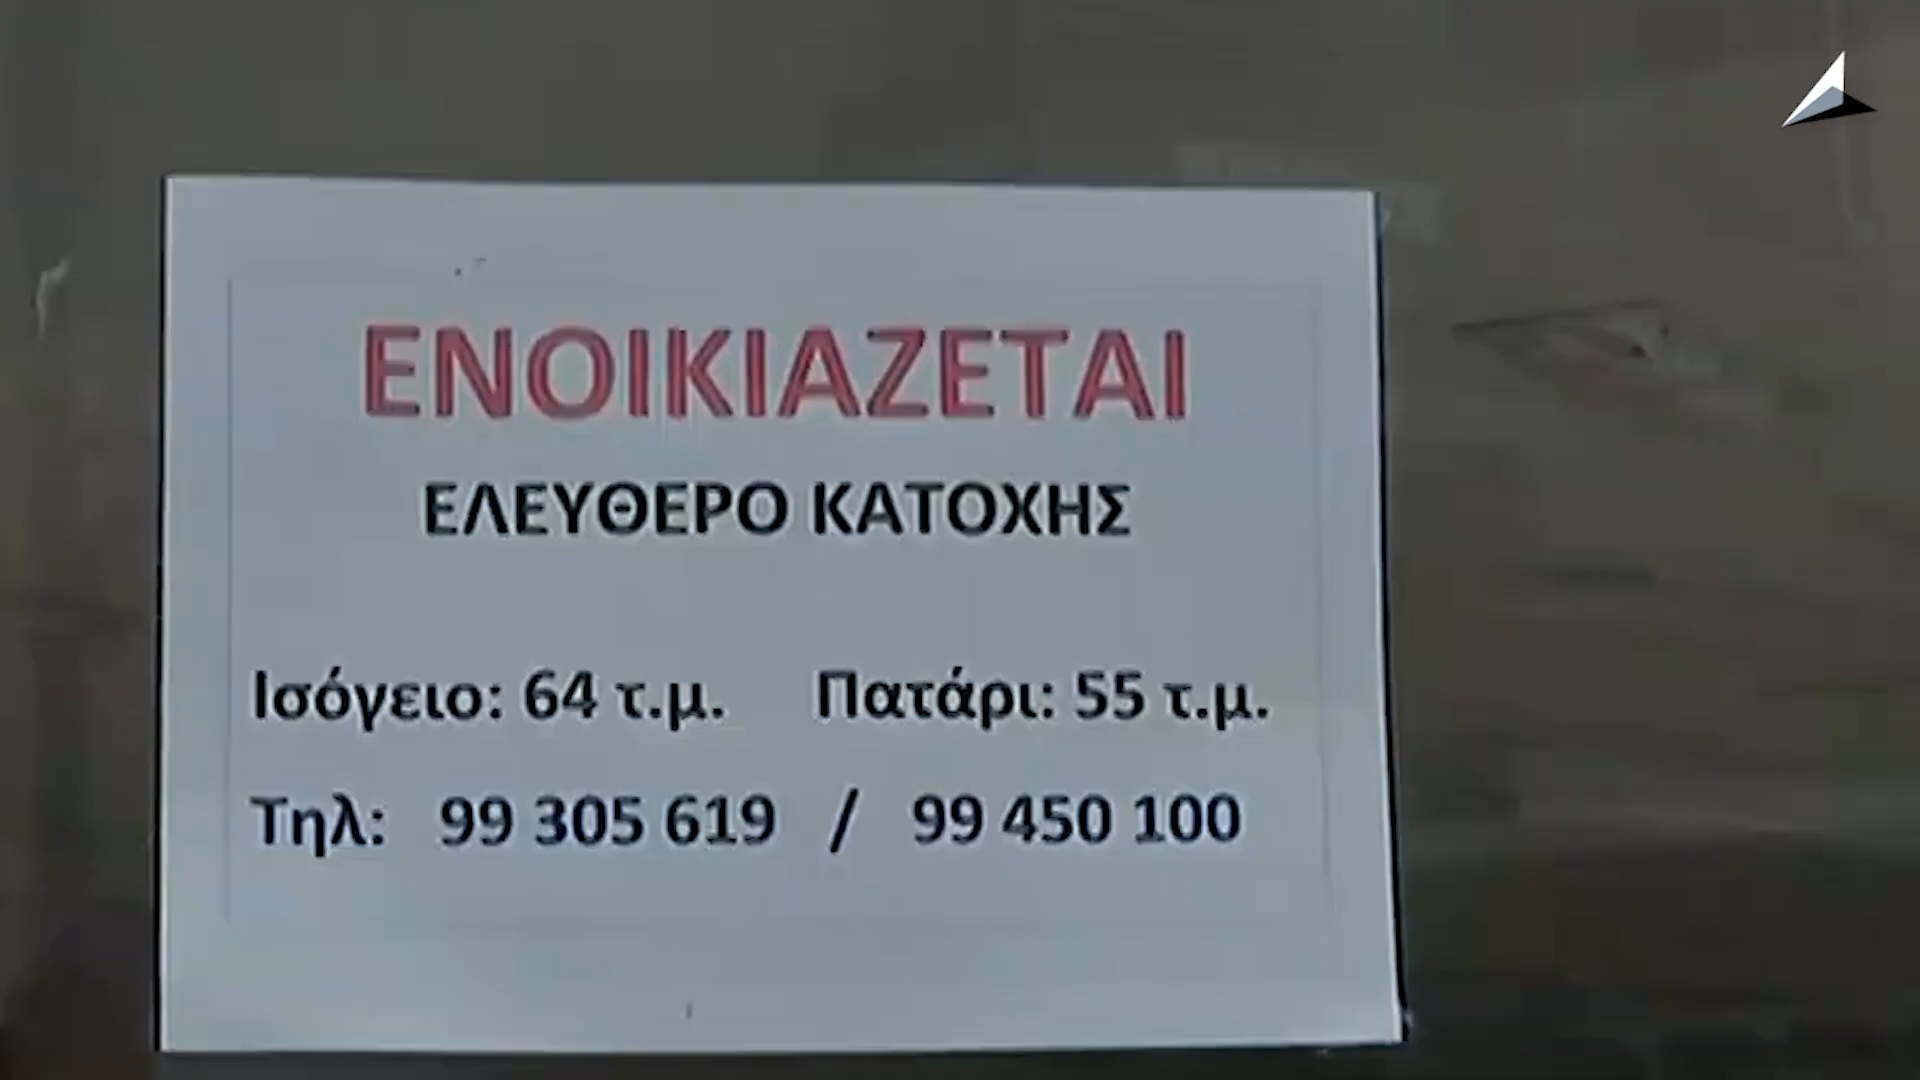 ΕΝΟΙΚΙΑΖΕΤΑΙ
ΕΛΕΥΘΕΡΟ ΚΑΤΟΧΗΣ
Ισόγειο: 64 τ.μ. Πατάρι: 55 τ.μ.
Τηλ: 99 305 619 / 99 450 100